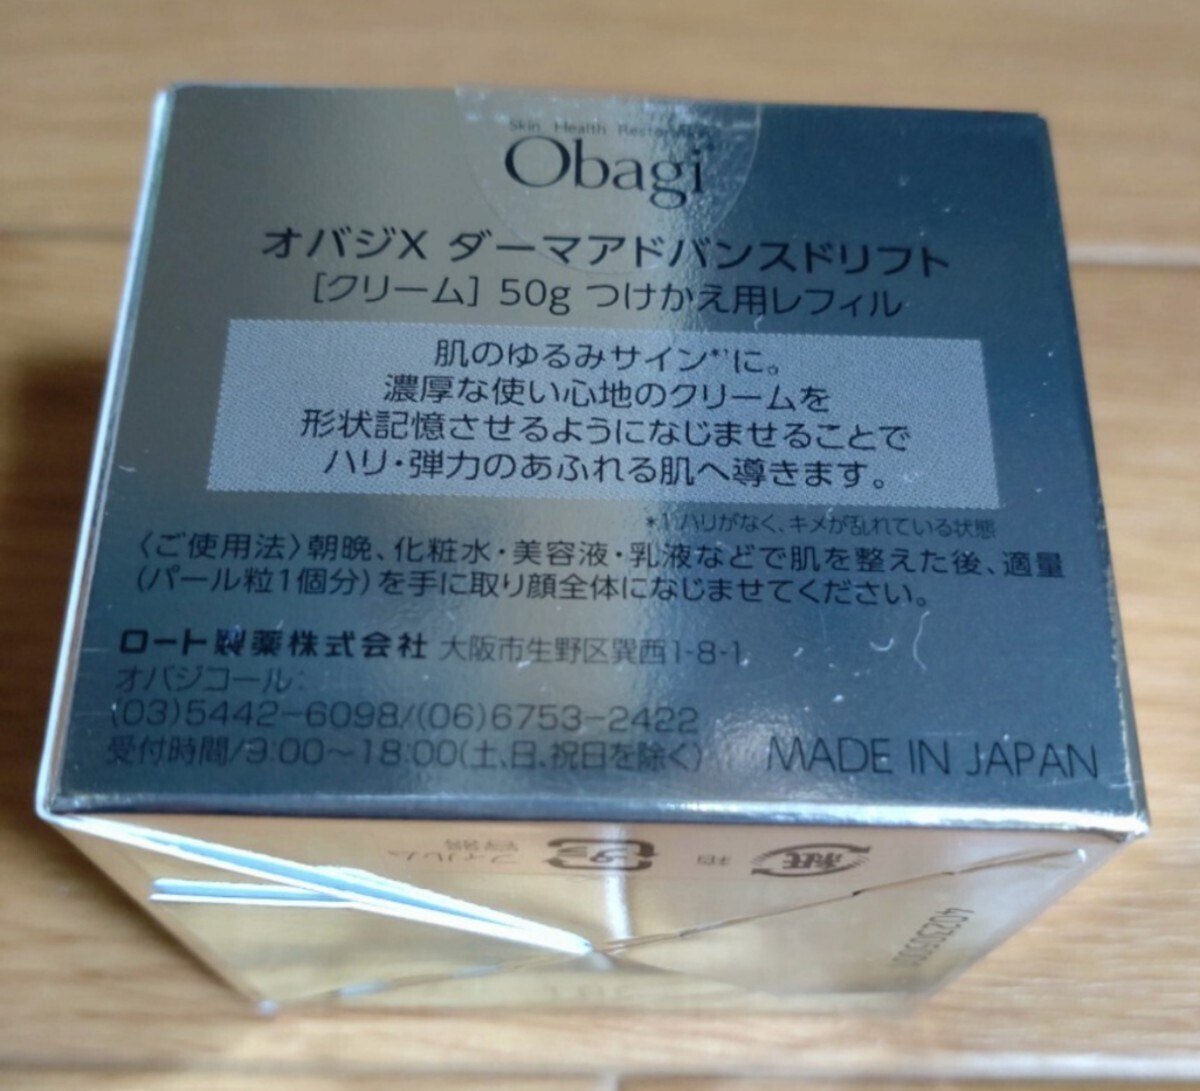 Skin Health Restoration
Obagi
オバジX ダーマアドバンスドリフト
[クリーム] 50g つけかえ用レフィル
肌のゆるみサイン*1に。
濃厚な使い心地のクリームを
形状記憶させるようになじませることで
ハリ・弾力のあふれる肌へ導きます。
*1 ハリがなく、キメが乱れている状態
〈ご使用法〉朝晩、化粧水・美容液・乳液などで肌を整えた後、適量
(パール粒1個分)を手に取り顔全体になじませてください。
ロート製薬株式会社 大阪市生野区巽西1-8-1
オバジコール:
(03)5442-6098/(06)6753-2422
受付時間/9:00〜18:00(土、日、祝日を除く)
MADE IN JAPAN
紙
箱
プラ
容器
フィルム